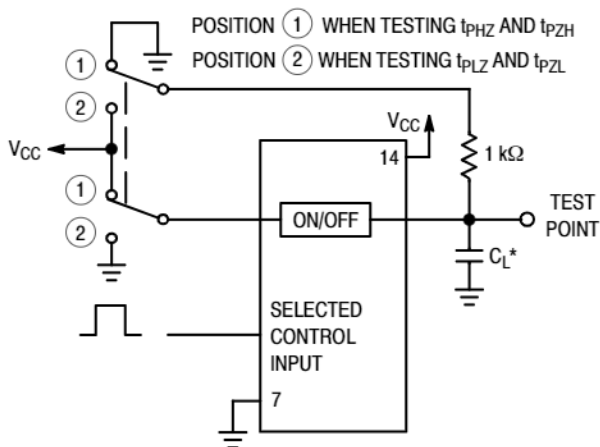 POSITION ① WHEN TESTING tPHZ AND tPZH
POSITION ② WHEN TESTING tPLZ AND tPZL
①
②
VCC
①
②
VCC
14
1 kΩ
ON/OFF
TEST
POINT
CL*
SELECTED
CONTROL
INPUT
7